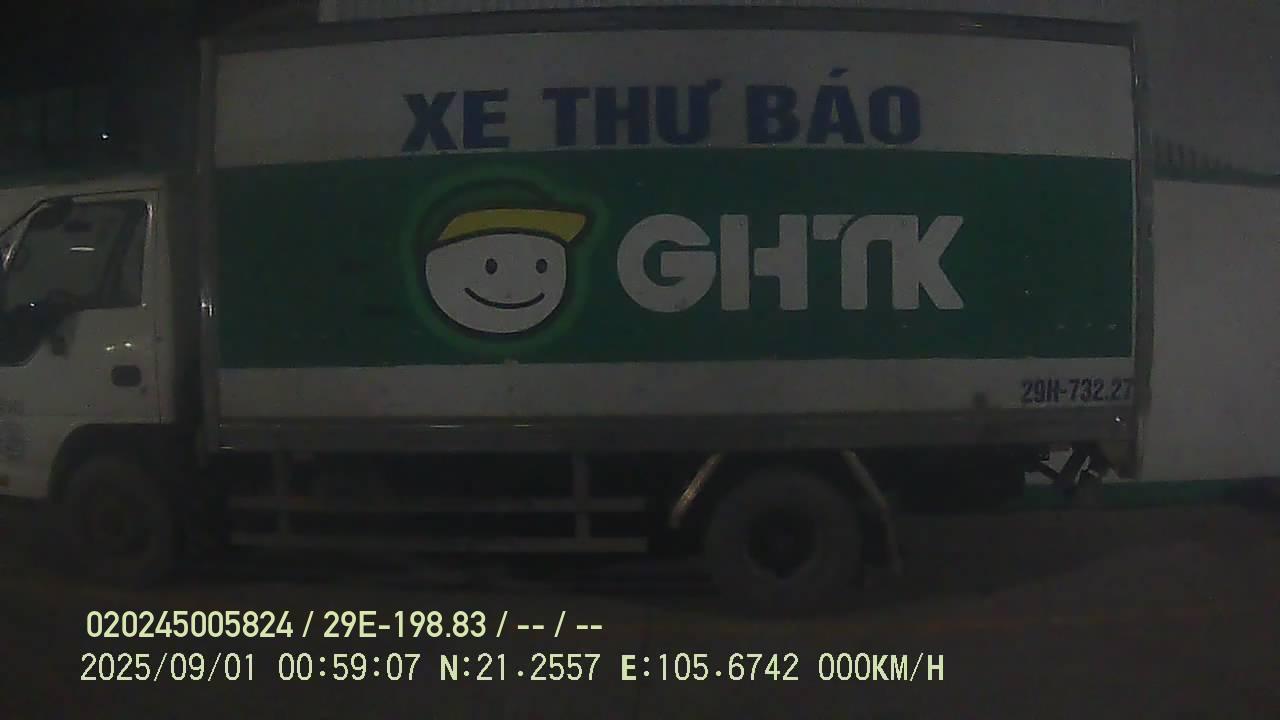 XE THƯ BÁO
GHTK
29H-732.27
020245005824 / 29E-198.83 / -- / --
2025/09/01 00:59:07 N:21.2557 E:105.6742 000KM/H